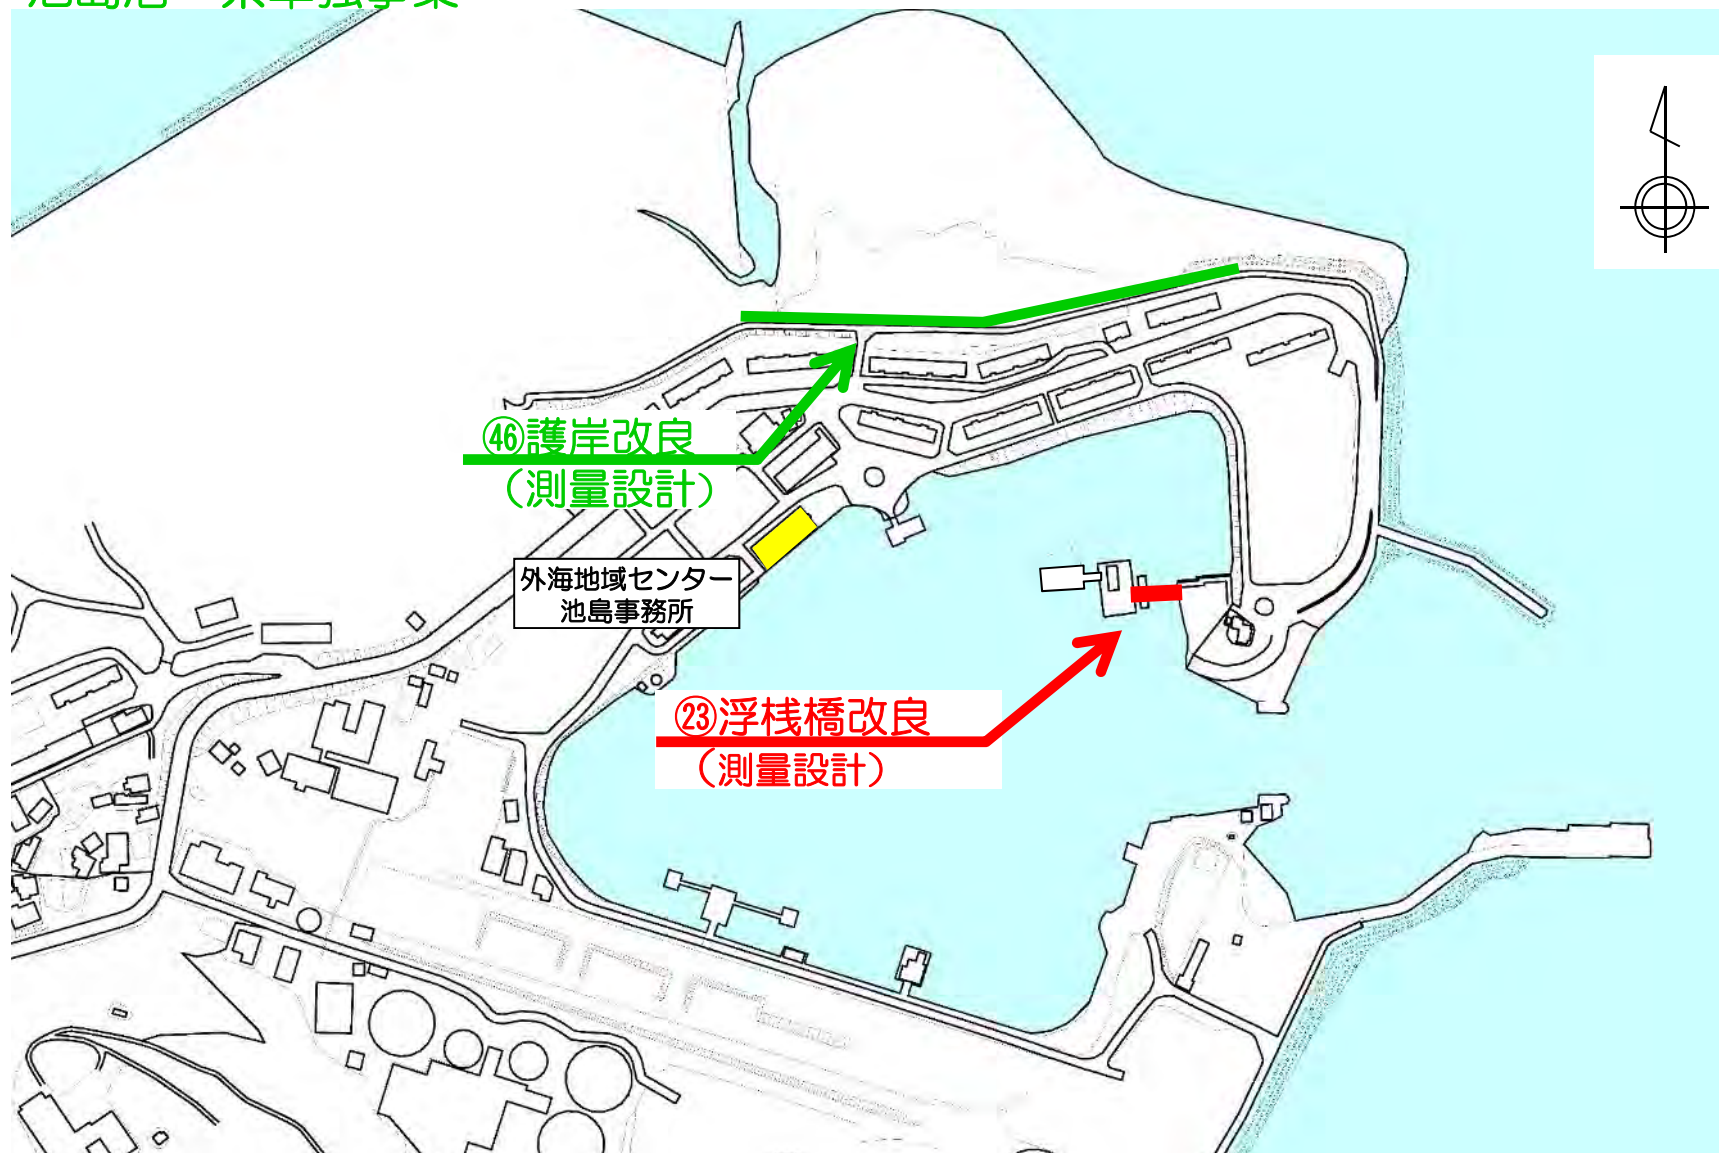 ㊻護岸改良
（測量設計）
外海地域センター
池島事務所
㉓浮桟橋改良
（測量設計）